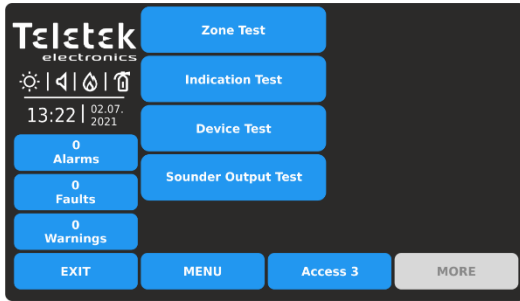 Teletek
electronics
13:22 02.07.
2021
0
Alarms
0
Faults
0
Warnings
Zone Test
Indication Test
Device Test
Sounder Output Test
EXIT
MENU
Access 3
MORE